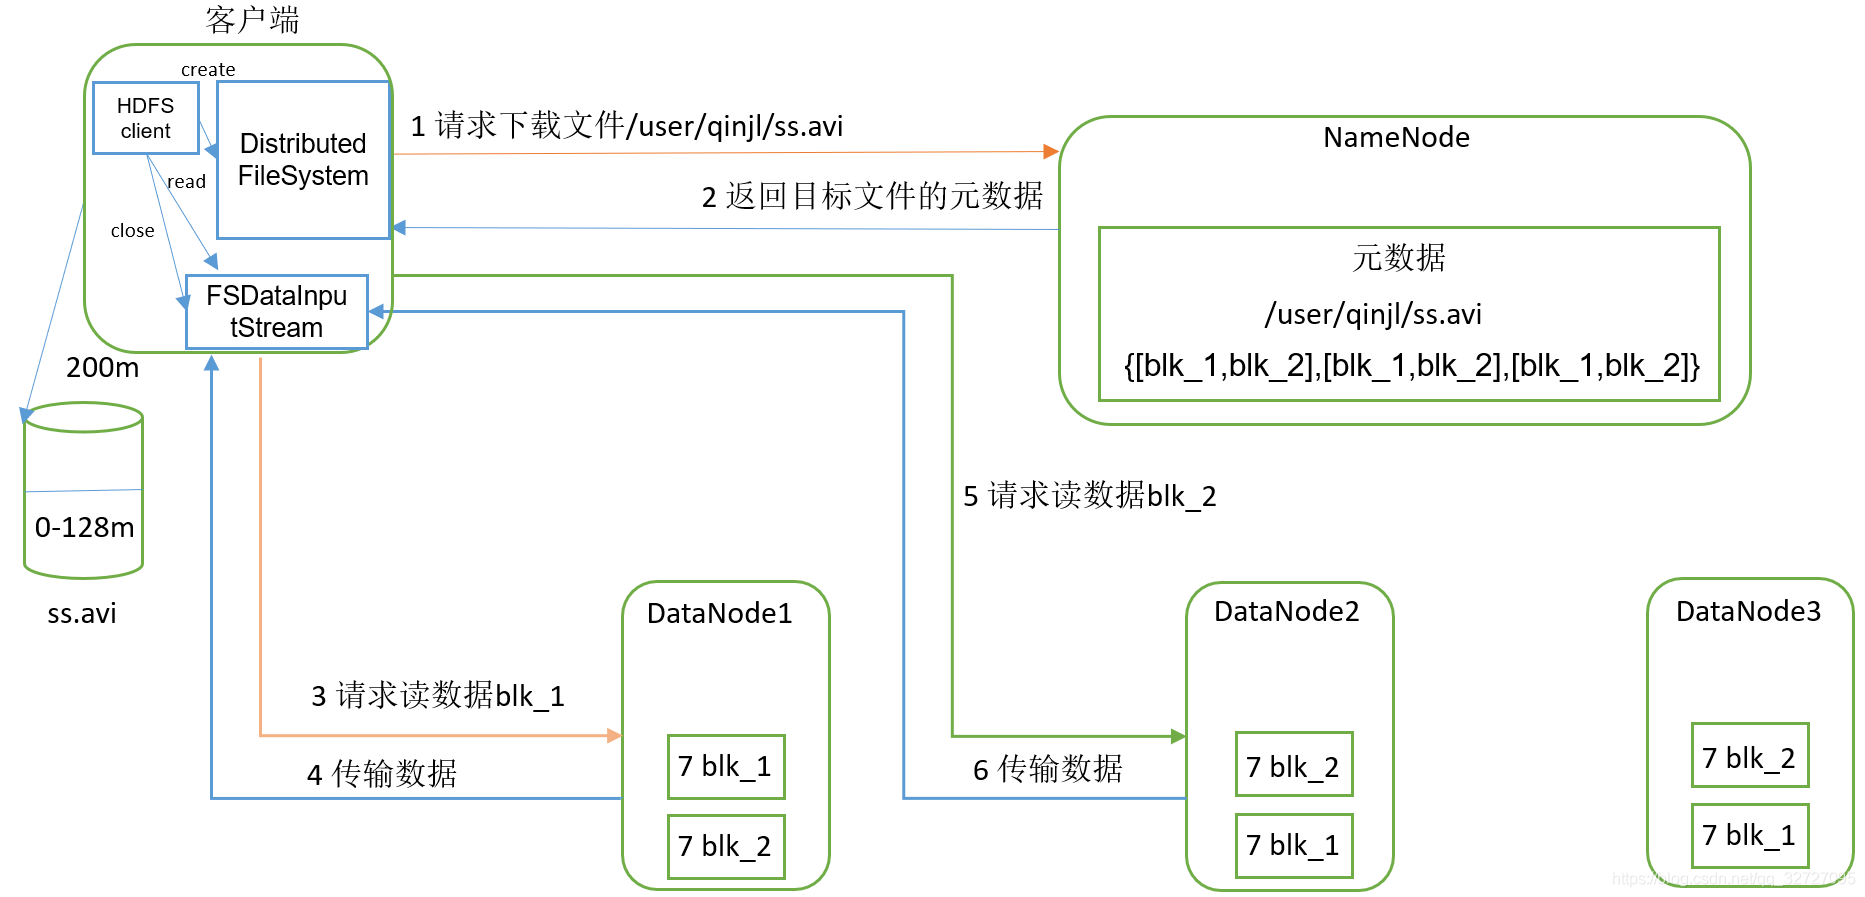 客户端
create
HDFS
client
Distributed
FileSystem
read
close
FSDataInpu
tStream
1 请求下载文件/user/qinjl/ss.avi
2 返回目标文件的元数据
NameNode
元数据
/user/qinjl/ss.avi
{[blk_1,blk_2],[blk_1,blk_2],[blk_1,blk_2]}
200m
0-128m
ss.avi
5 请求读数据blk_2
3 请求读数据blk_1
4 传输数据
6 传输数据
DataNode1
7 blk_1
7 blk_2
DataNode2
7 blk_2
7 blk_1
DataNode3
7 blk_2
7 blk_1
https://blog.csdn.net/qq_32727095